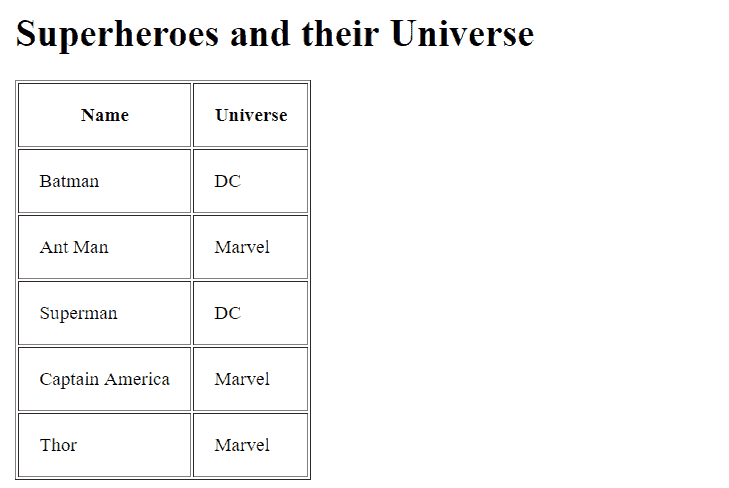 Superheroes and their Universe
Name Universe
Batman DC
Ant Man Marvel
Superman DC
Captain America Marvel
Thor Marvel